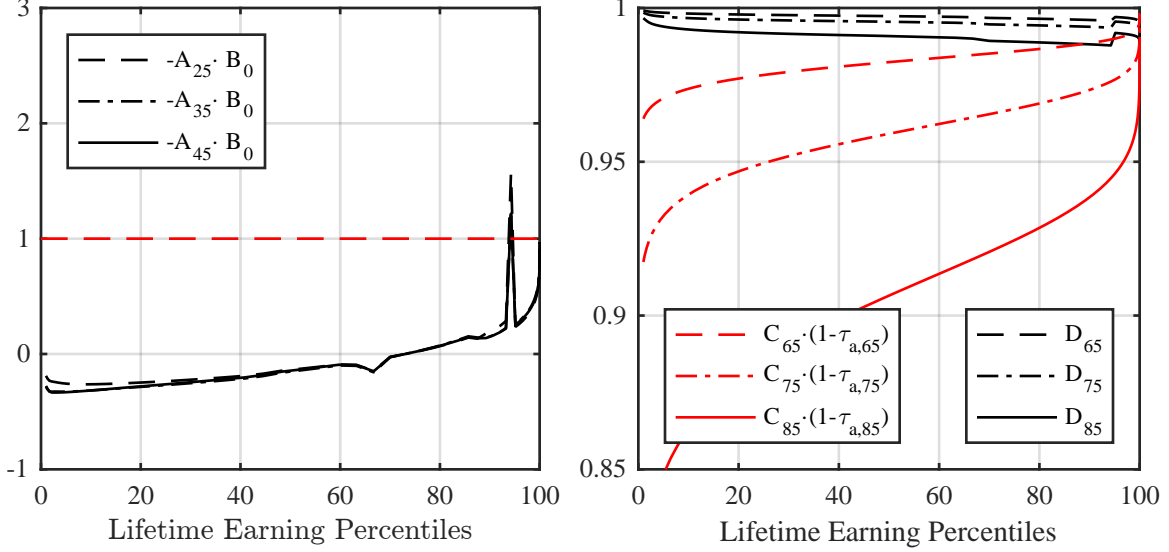 3
2
1
0
-1
-A25· B0
-A35· B0
-A45· B0
0 20 40 60 80 100
Lifetime Earning Percentiles
1
0.95
0.9
0.85
C65·(1-τa,65)
C75·(1-τa,75)
C85·(1-τa,85)
D65
D75
D85
0 20 40 60 80 100
Lifetime Earning Percentiles